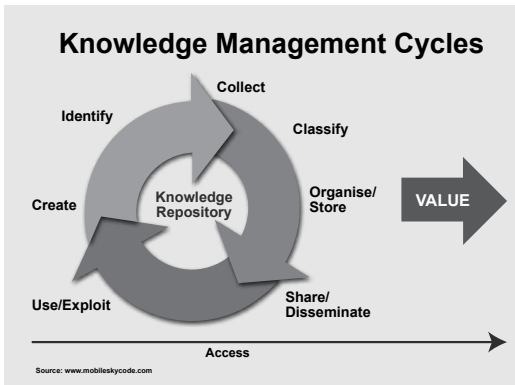 Knowledge Management Cycles
Collect
Identify
Classify
Create
Knowledge
Repository
Organise/
Store
VALUE
Use/Exploit
Share/
Disseminate
Access
Source: www.mobileskycode.com